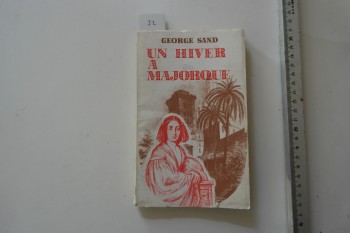 GEORGE SAND
UN HIVER
A
MAJORQUE